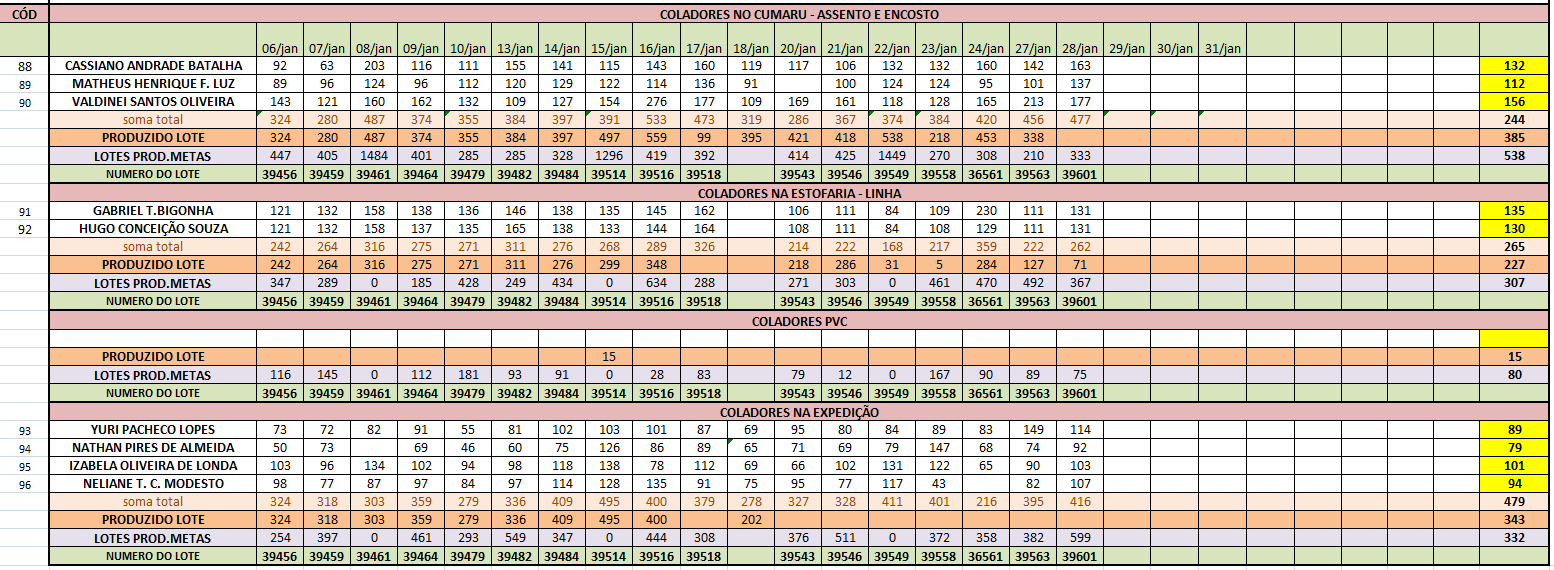 CÓD COLADORES NO CUMARU - ASSENTO E ENCOSTO
06/jan 07/jan 08/jan 09/jan 10/jan 13/jan 14/jan 15/jan 16/jan 17/jan 18/jan 20/jan 21/jan 22/jan 23/jan 24/jan 27/jan 28/jan 29/jan 30/jan 31/jan
88 CASSIANO ANDRADE BATALHA 92 63 203 116 111 155 141 115 143 160 119 117 106 132 132 160 142 163 132
89 MATHEUS HENRIQUE F. LUZ 89 96 124 96 112 120 129 122 114 136 91 100 124 124 95 101 137 112
90 VALDINEI SANTOS OLIVEIRA 143 121 160 162 132 109 127 154 276 177 109 169 161 118 128 165 213 177 156
soma total 324 280 487 374 355 384 397 391 533 473 319 286 367 374 384 420 456 477 244
PRODUZIDO LOTE 324 280 487 374 355 384 397 497 559 99 395 421 418 538 218 453 338 385
LOTES PROD.METAS 447 405 1484 401 285 285 328 1296 419 392 414 425 1449 270 308 210 333 538
NUMERO DO LOTE 39456 39459 39461 39464 39479 39482 39484 39514 39516 39518 39543 39546 39549 39558 36561 39563 39601
COLADORES NA ESTOFARIA - LINHA
91 GABRIEL T.BIGONHA 121 132 158 138 136 146 138 135 145 162 106 111 84 109 230 111 131 135
92 HUGO CONCEIÇÃO SOUZA 121 132 158 137 135 165 138 133 144 164 108 111 84 108 129 111 131 130
soma total 242 264 316 275 271 311 276 268 289 326 214 222 168 217 359 222 262 265
PRODUZIDO LOTE 242 264 316 275 271 311 276 299 348 218 286 31 5 284 127 71 227
LOTES PROD.METAS 347 289 0 185 428 249 434 0 634 288 271 303 0 461 470 492 367 307
NUMERO DO LOTE 39456 39459 39461 39464 39479 39482 39484 39514 39516 39518 39543 39546 39549 39558 36561 39563 39601
COLADORES PVC
PRODUZIDO LOTE 15 15
LOTES PROD.METAS 116 145 0 112 181 93 91 0 28 83 79 12 0 167 90 89 75 80
NUMERO DO LOTE 39456 39459 39461 39464 39479 39482 39484 39514 39516 39518 39543 39546 39549 39558 36561 39563 39601
COLADORES NA EXPEDIÇÃO
93 YURI PACHECO LOPES 73 72 82 91 55 81 102 103 101 87 69 95 80 84 89 83 149 114 89
94 NATHAN PIRES DE ALMEIDA 50 73 69 46 60 75 126 86 89 65 71 69 79 147 68 74 92 79
95 IZABELA OLIVEIRA DE LONDA 103 96 134 102 94 98 118 138 78 112 69 66 102 131 122 65 90 103 101
96 NELIANE T. C. MODESTO 98 77 87 97 84 97 114 128 135 91 75 95 77 117 43 82 107 94
soma total 324 318 303 359 279 336 409 495 400 379 278 327 328 411 401 216 395 416 479
PRODUZIDO LOTE 324 318 303 359 279 336 409 495 400 202 343
LOTES PROD.METAS 254 397 0 461 293 549 347 0 444 308 376 511 0 372 358 382 599 332
NUMERO DO LOTE 39456 39459 39461 39464 39479 39482 39484 39514 39516 39518 39543 39546 39549 39558 36561 39563 39601